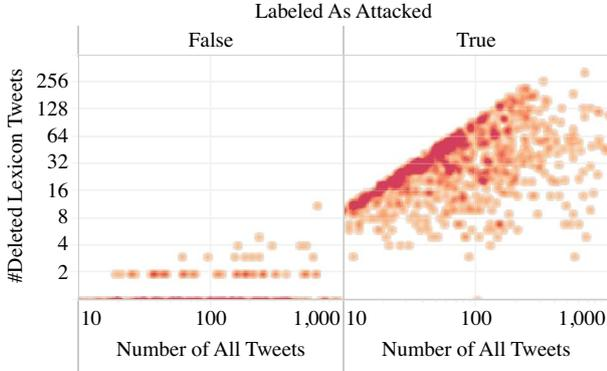 Labeled As Attacked
False True
#Deleted Lexicon Tweets
256
128
64
32
16
8
4
2
10 100 1,000 10 100 1,000
Number of All Tweets Number of All Tweets